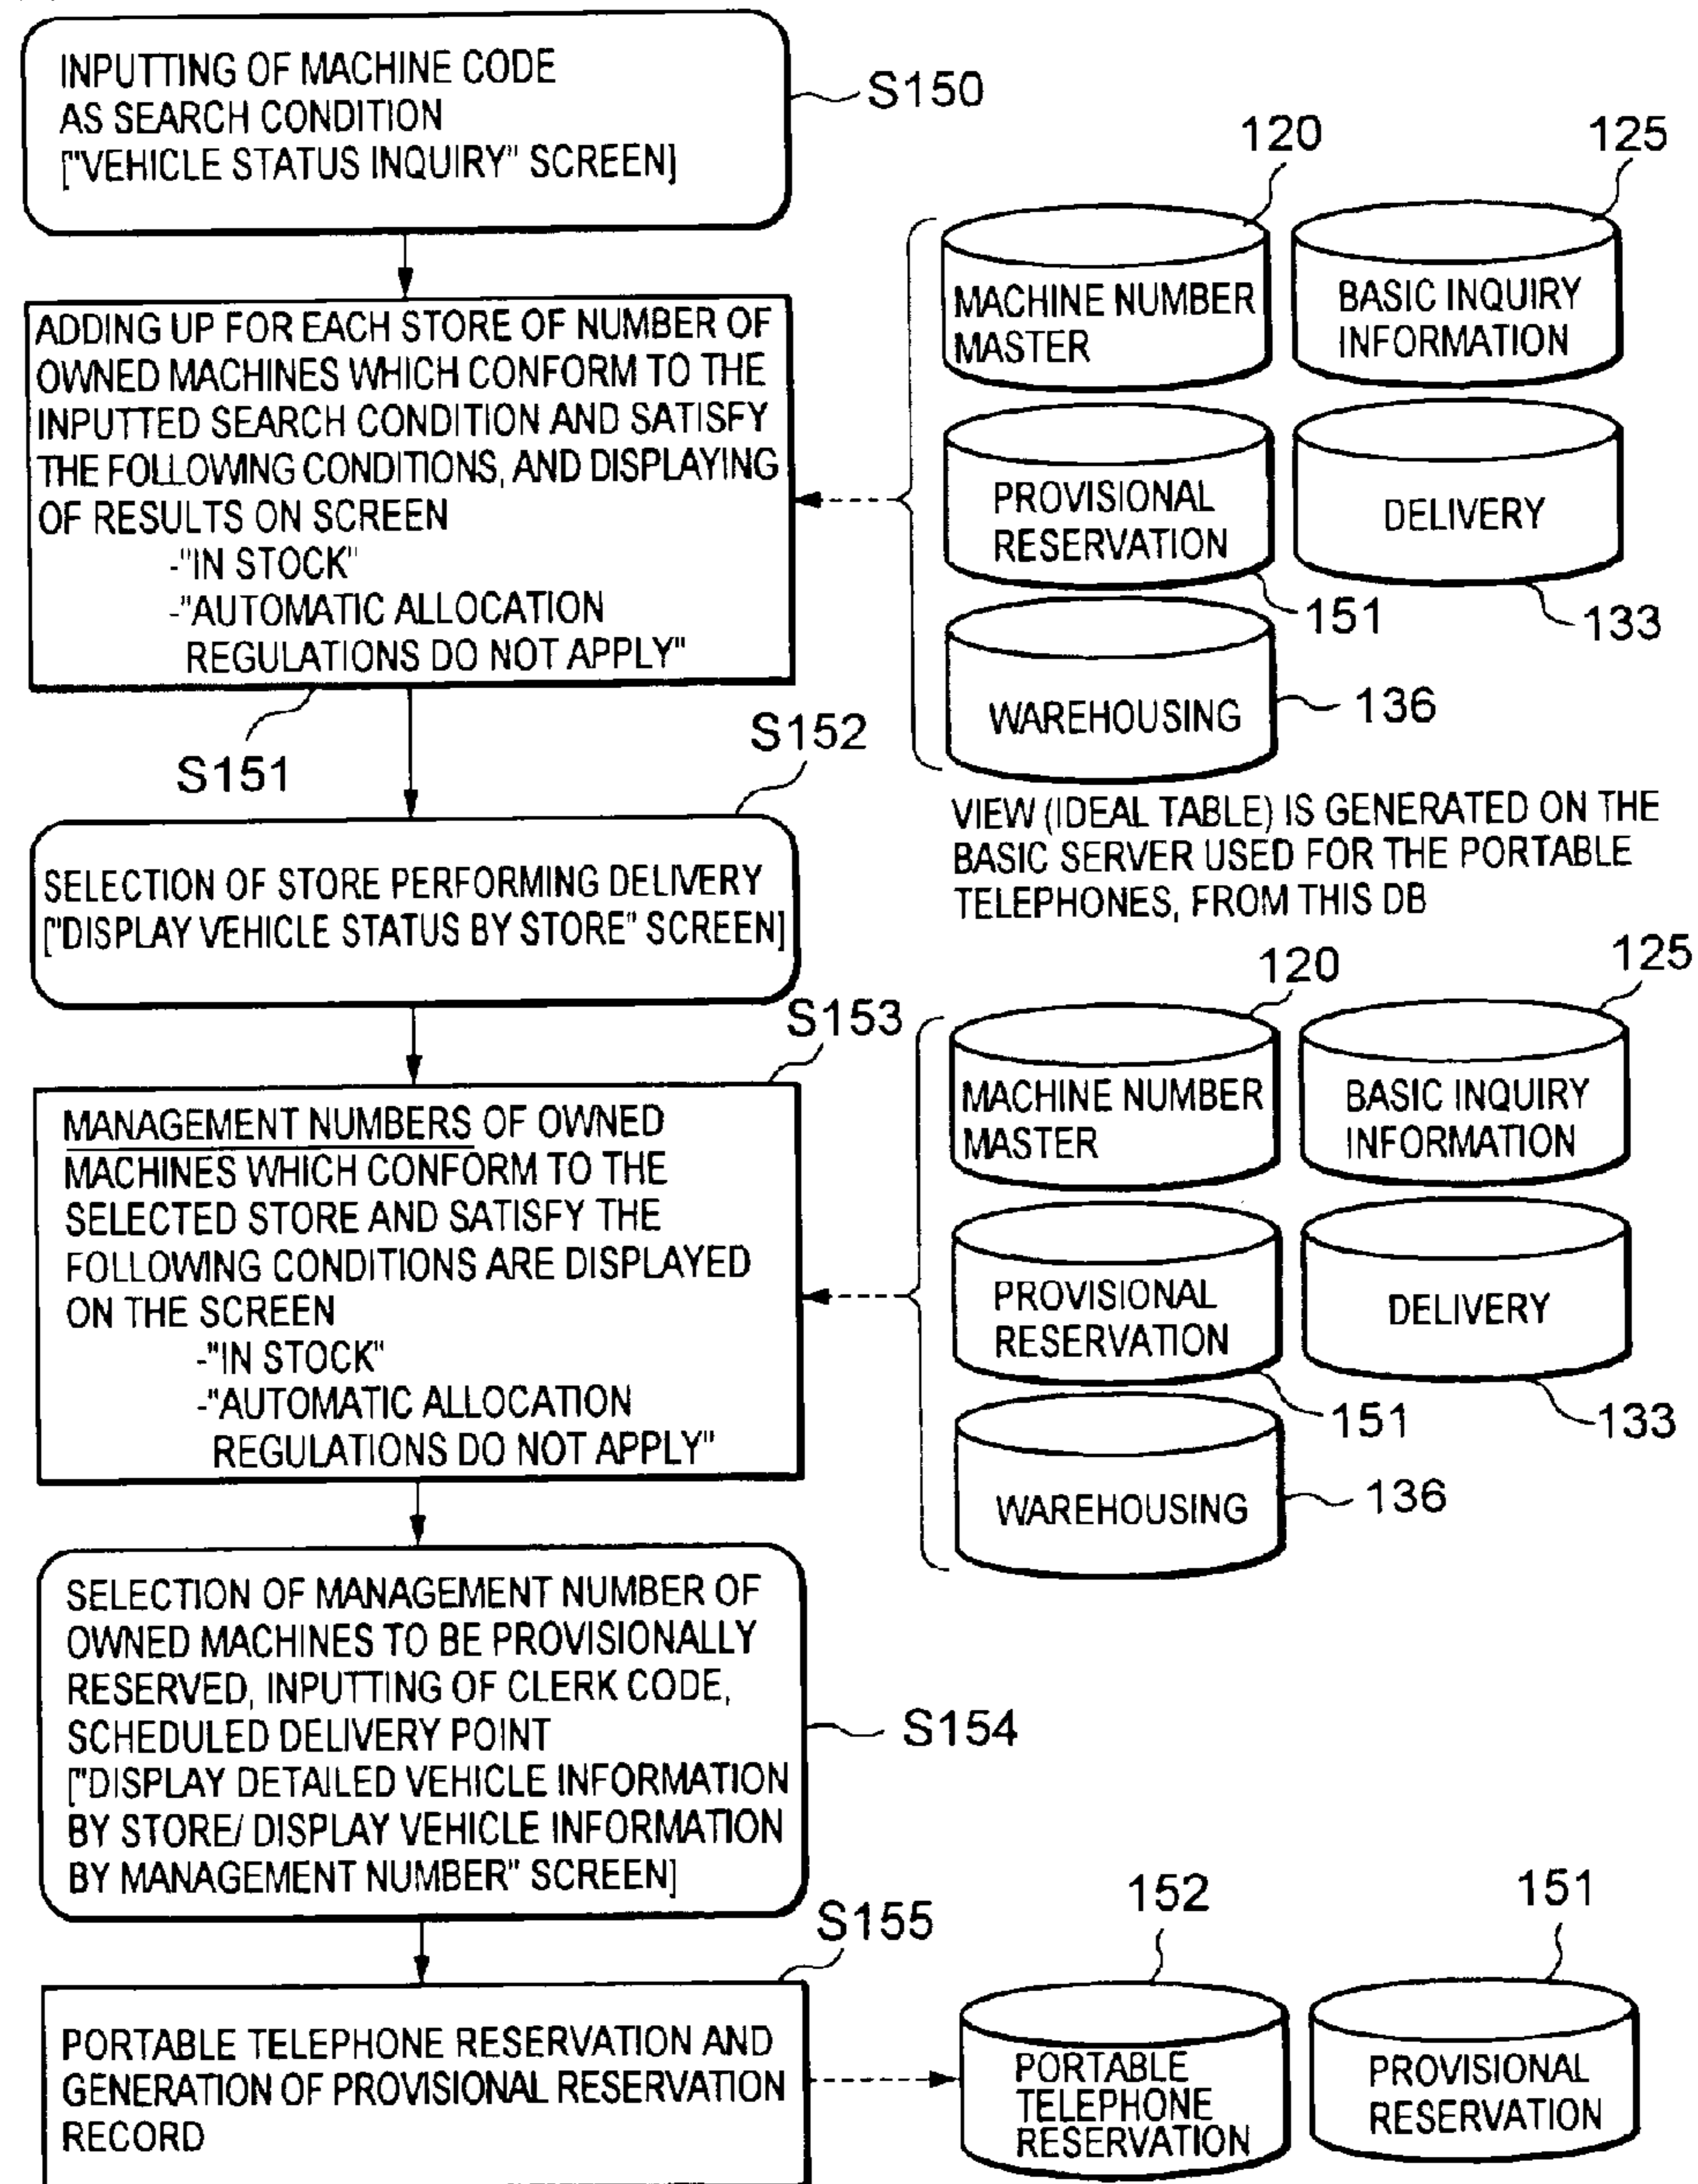 INPUTTING OF MACHINE CODE
AS SEARCH CONDITION
["VEHICLE STATUS INQUIRY" SCREEN]
S150
ADDING UP FOR EACH STORE OF NUMBER OF
OWNED MACHINES WHICH CONFORM TO THE
INPUTTED SEARCH CONDITION AND SATISFY
THE FOLLOWING CONDITIONS, AND DISPLAYING
OF RESULTS ON SCREEN
-"IN STOCK"
-"AUTOMATIC ALLOCATION
REGULATIONS DO NOT APPLY"
S151
120
125
MACHINE NUMBER
MASTER
BASIC INQUIRY
INFORMATION
PROVISIONAL
RESERVATION
DELIVERY
151
133
WAREHOUSING
136
VIEW (IDEAL TABLE) IS GENERATED ON THE
BASIC SERVER USED FOR THE PORTABLE
TELEPHONES, FROM THIS DB
S152
SELECTION OF STORE PERFORMING DELIVERY
["DISPLAY VEHICLE STATUS BY STORE" SCREEN]
S153
MANAGEMENT NUMBERS OF OWNED
MACHINES WHICH CONFORM TO THE
SELECTED STORE AND SATISFY THE
FOLLOWING CONDITIONS ARE DISPLAYED
ON THE SCREEN
-"IN STOCK"
-"AUTOMATIC ALLOCATION
REGULATIONS DO NOT APPLY"
120
125
MACHINE NUMBER
MASTER
BASIC INQUIRY
INFORMATION
PROVISIONAL
RESERVATION
DELIVERY
151
133
WAREHOUSING
136
SELECTION OF MANAGEMENT NUMBER OF
OWNED MACHINES TO BE PROVISIONALLY
RESERVED, INPUTTING OF CLERK CODE,
SCHEDULED DELIVERY POINT
["DISPLAY DETAILED VEHICLE INFORMATION
BY STORE/ DISPLAY VEHICLE INFORMATION
BY MANAGEMENT NUMBER" SCREEN]
S154
S155
PORTABLE TELEPHONE RESERVATION AND
GENERATION OF PROVISIONAL RESERVATION
RECORD
152
151
PORTABLE
TELEPHONE
RESERVATION
PROVISIONAL
RESERVATION